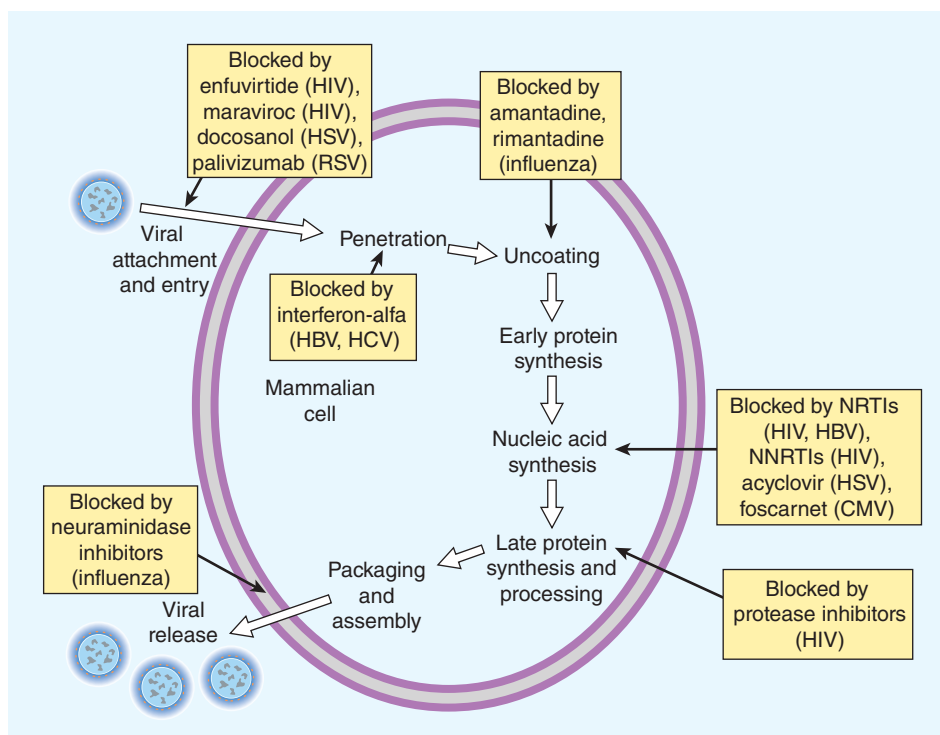 Blocked by
enfuvirtide (HIV),
maraviroc (HIV),
docosanol (HSV),
palivizumab (RSV)
Blocked by
amantadine,
rimantadine
(influenza)
Viral
attachment
and entry
Penetration
Uncoating
Blocked by
interferon-alfa
(HBV, HCV)
Early protein
synthesis
Mammalian
cell
Nucleic acid
synthesis
Blocked by NRTIs
(HIV, HBV),
NNRTIs (HIV),
acyclovir (HSV),
foscarnet (CMV)
Blocked by
neuraminidase
inhibitors
(influenza)
Late protein
synthesis and
processing
Packaging
and
assembly
Viral
release
Blocked by
protease inhibitors
(HIV)